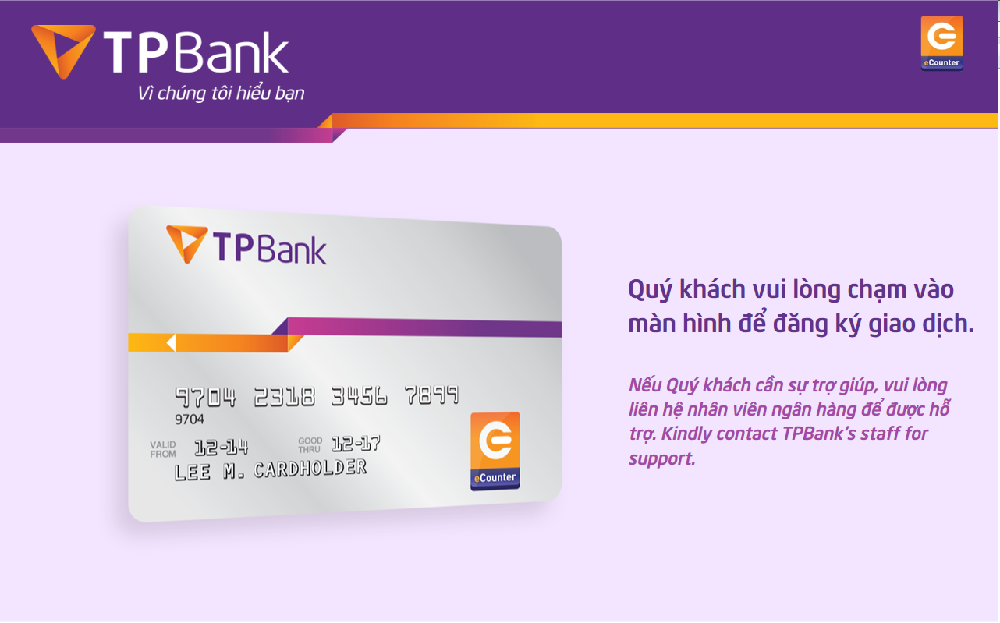 TPBank
Vì chúng tôi hiểu bạn
eCounter
TPBank
9704 2318 3456 7899
9704
VALID FROM 12-14 GOOD THRU 12-17
LEE M. CARDHOLDER
eCounter
Quý khách vui lòng chạm vào
màn hình để đăng ký giao dịch.
Nếu Quý khách cần sự trợ giúp, vui lòng
liên hệ nhân viên ngân hàng để được hỗ
trợ. Kindly contact TPBank's staff for
support.